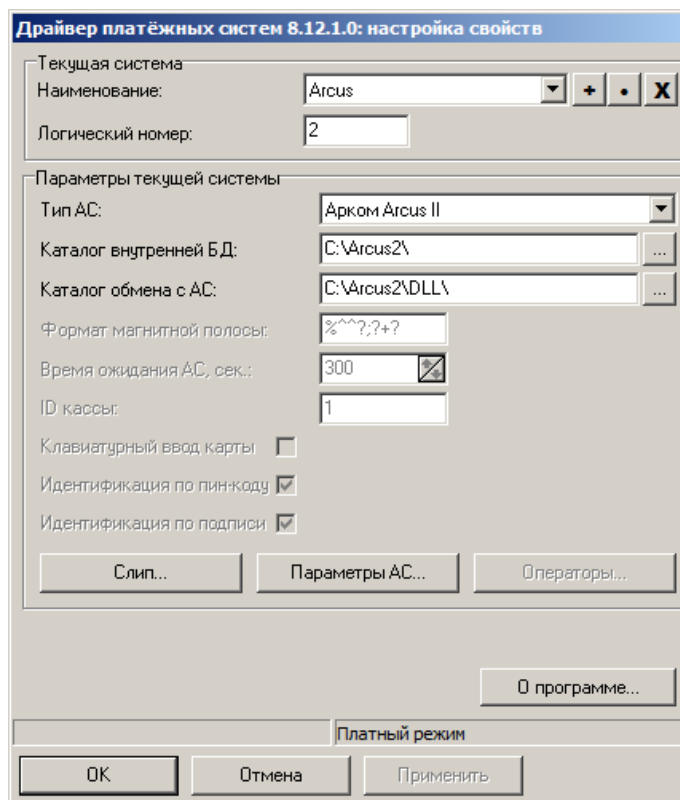 Драйвер платёжных систем 8.12.1.0: настройка свойств
Текущая система
Наименование: Arcus + • X
Логический номер: 2
Параметры текущей системы
Тип АС: Арком Arcus II
Каталог внутренней БД: C:\Arcus2\ ...
Каталог обмена с АС: C:\Arcus2\DLL\ ...
Формат магнитной полосы: %^^?;?+?
Время ожидания АС, сек.: 300
ID кассы: 1
Клавиатурный ввод карты
Идентификация по пин-коду
Идентификация по подписи
Слип... Параметры АС... Операторы...
О программе...
Платный режим
ОК Отмена Применить